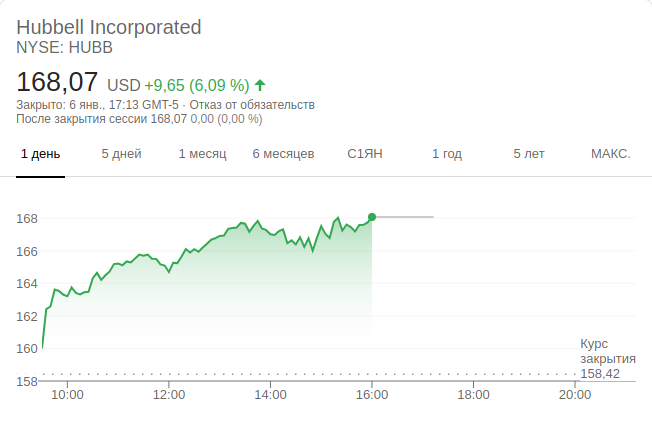 Hubbell Incorporated
NYSE: HUBB
168,07 USD +9,65 (6,09 %)
Закрыто: 6 янв., 17:13 GMT-5 · Отказ от обязательств
После закрытия сессии 168,07 0,00 (0,00 %)
1 день 5 дней 1 месяц 6 месяцев С1ЯН 1 год 5 лет МАКС.
168
166
164
162
160
Курс
закрытия
158,42
158
10:00 12:00 14:00 16:00 18:00 20:00